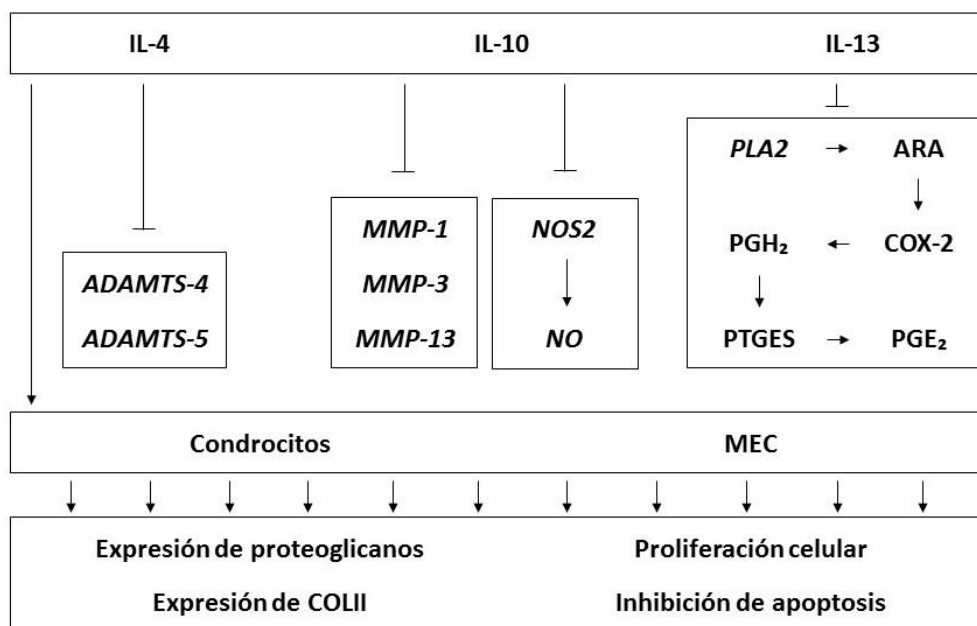 IL-4 IL-10 IL-13
PLA2 ARA
MMP-1 NOS2 PGH₂ COX-2
ADAMTS-4 MMP-3
ADAMTS-5 MMP-13 NO PTGES PGE₂
Condrocitos MEC
Expresión de proteoglicanos Proliferación celular
Expresión de COLII Inhibición de apoptosis